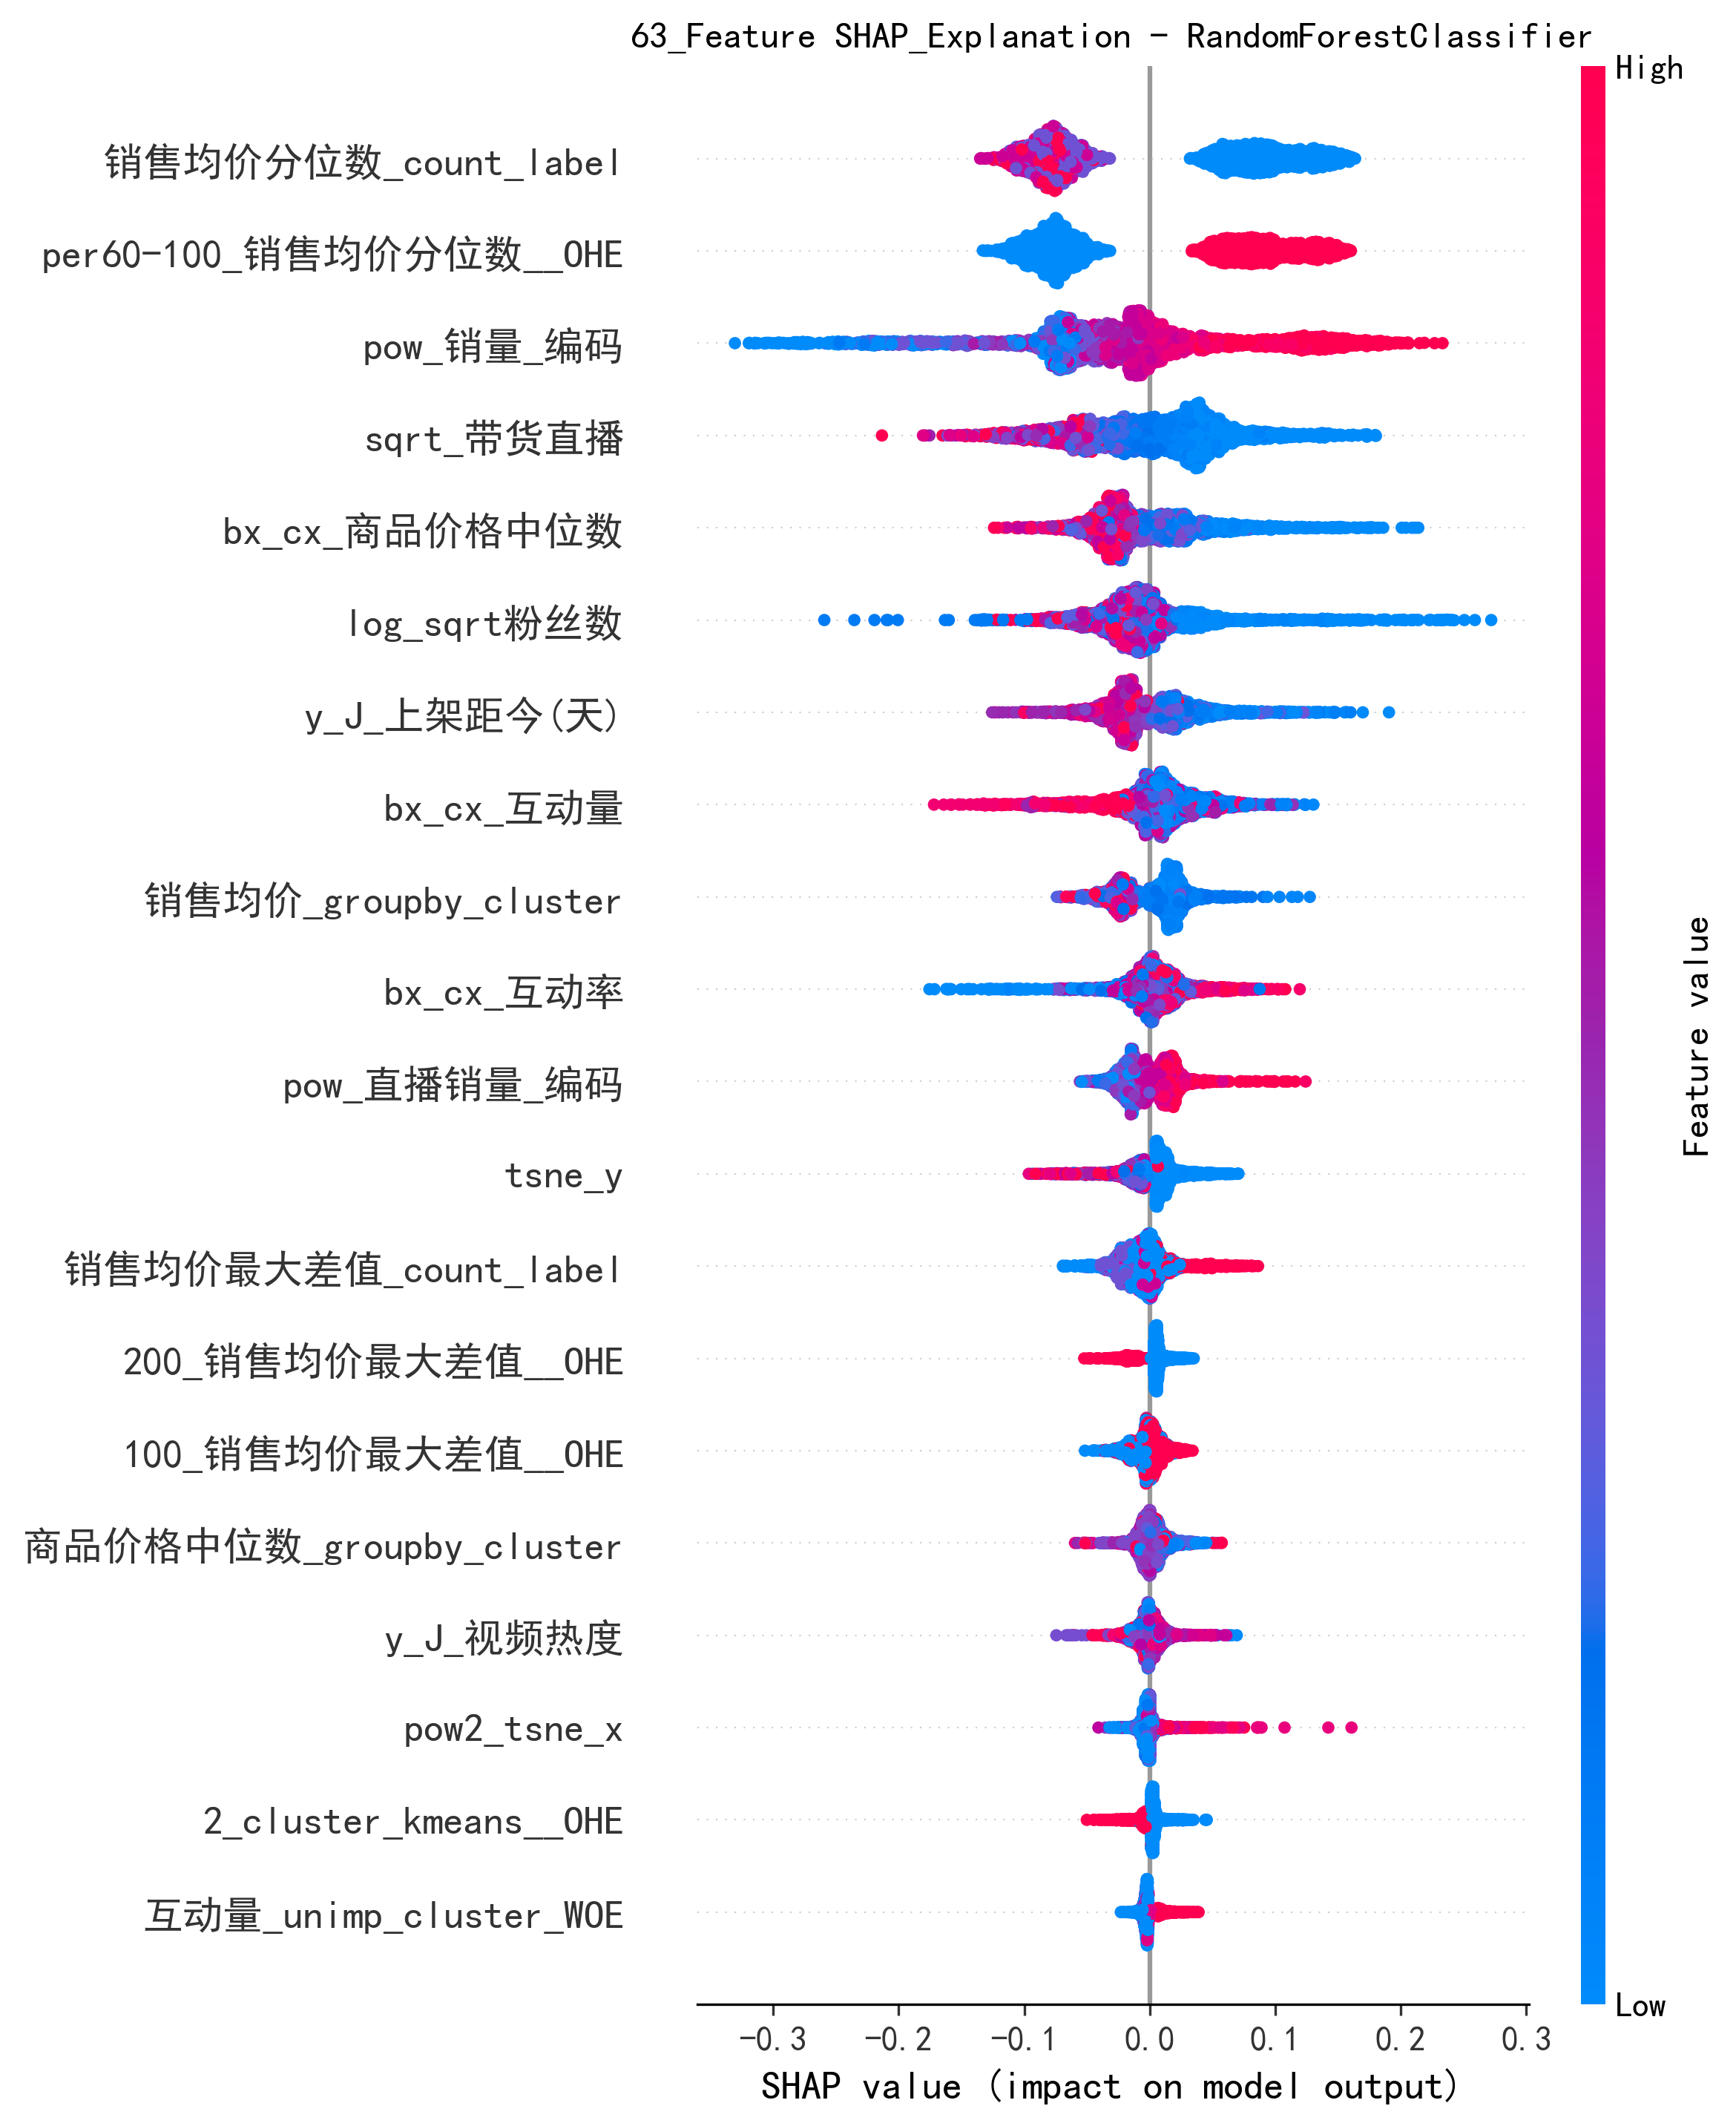 63_Feature SHAP_Explanation - RandomForestClassifier
High
销售均价分位数_count_label
per60-100_销售均价分位数__OHE
pow_销量_编码
sqrt_带货直播
bx_cx_商品价格中位数
log_sqrt粉丝数
y_J_上架距今(天)
bx_cx_互动量
销售均价_groupby_cluster
bx_cx_互动率
pow_直播销量_编码
tsne_y
销售均价最大差值_count_label
200_销售均价最大差值__OHE
100_销售均价最大差值__OHE
商品价格中位数_groupby_cluster
y_J_视频热度
pow2_tsne_x
2_cluster_kmeans__OHE
互动量_unimp_cluster_WOE
Feature value
Low
-0.3 -0.2 -0.1 0.0 0.1 0.2 0.3
SHAP value (impact on model output)